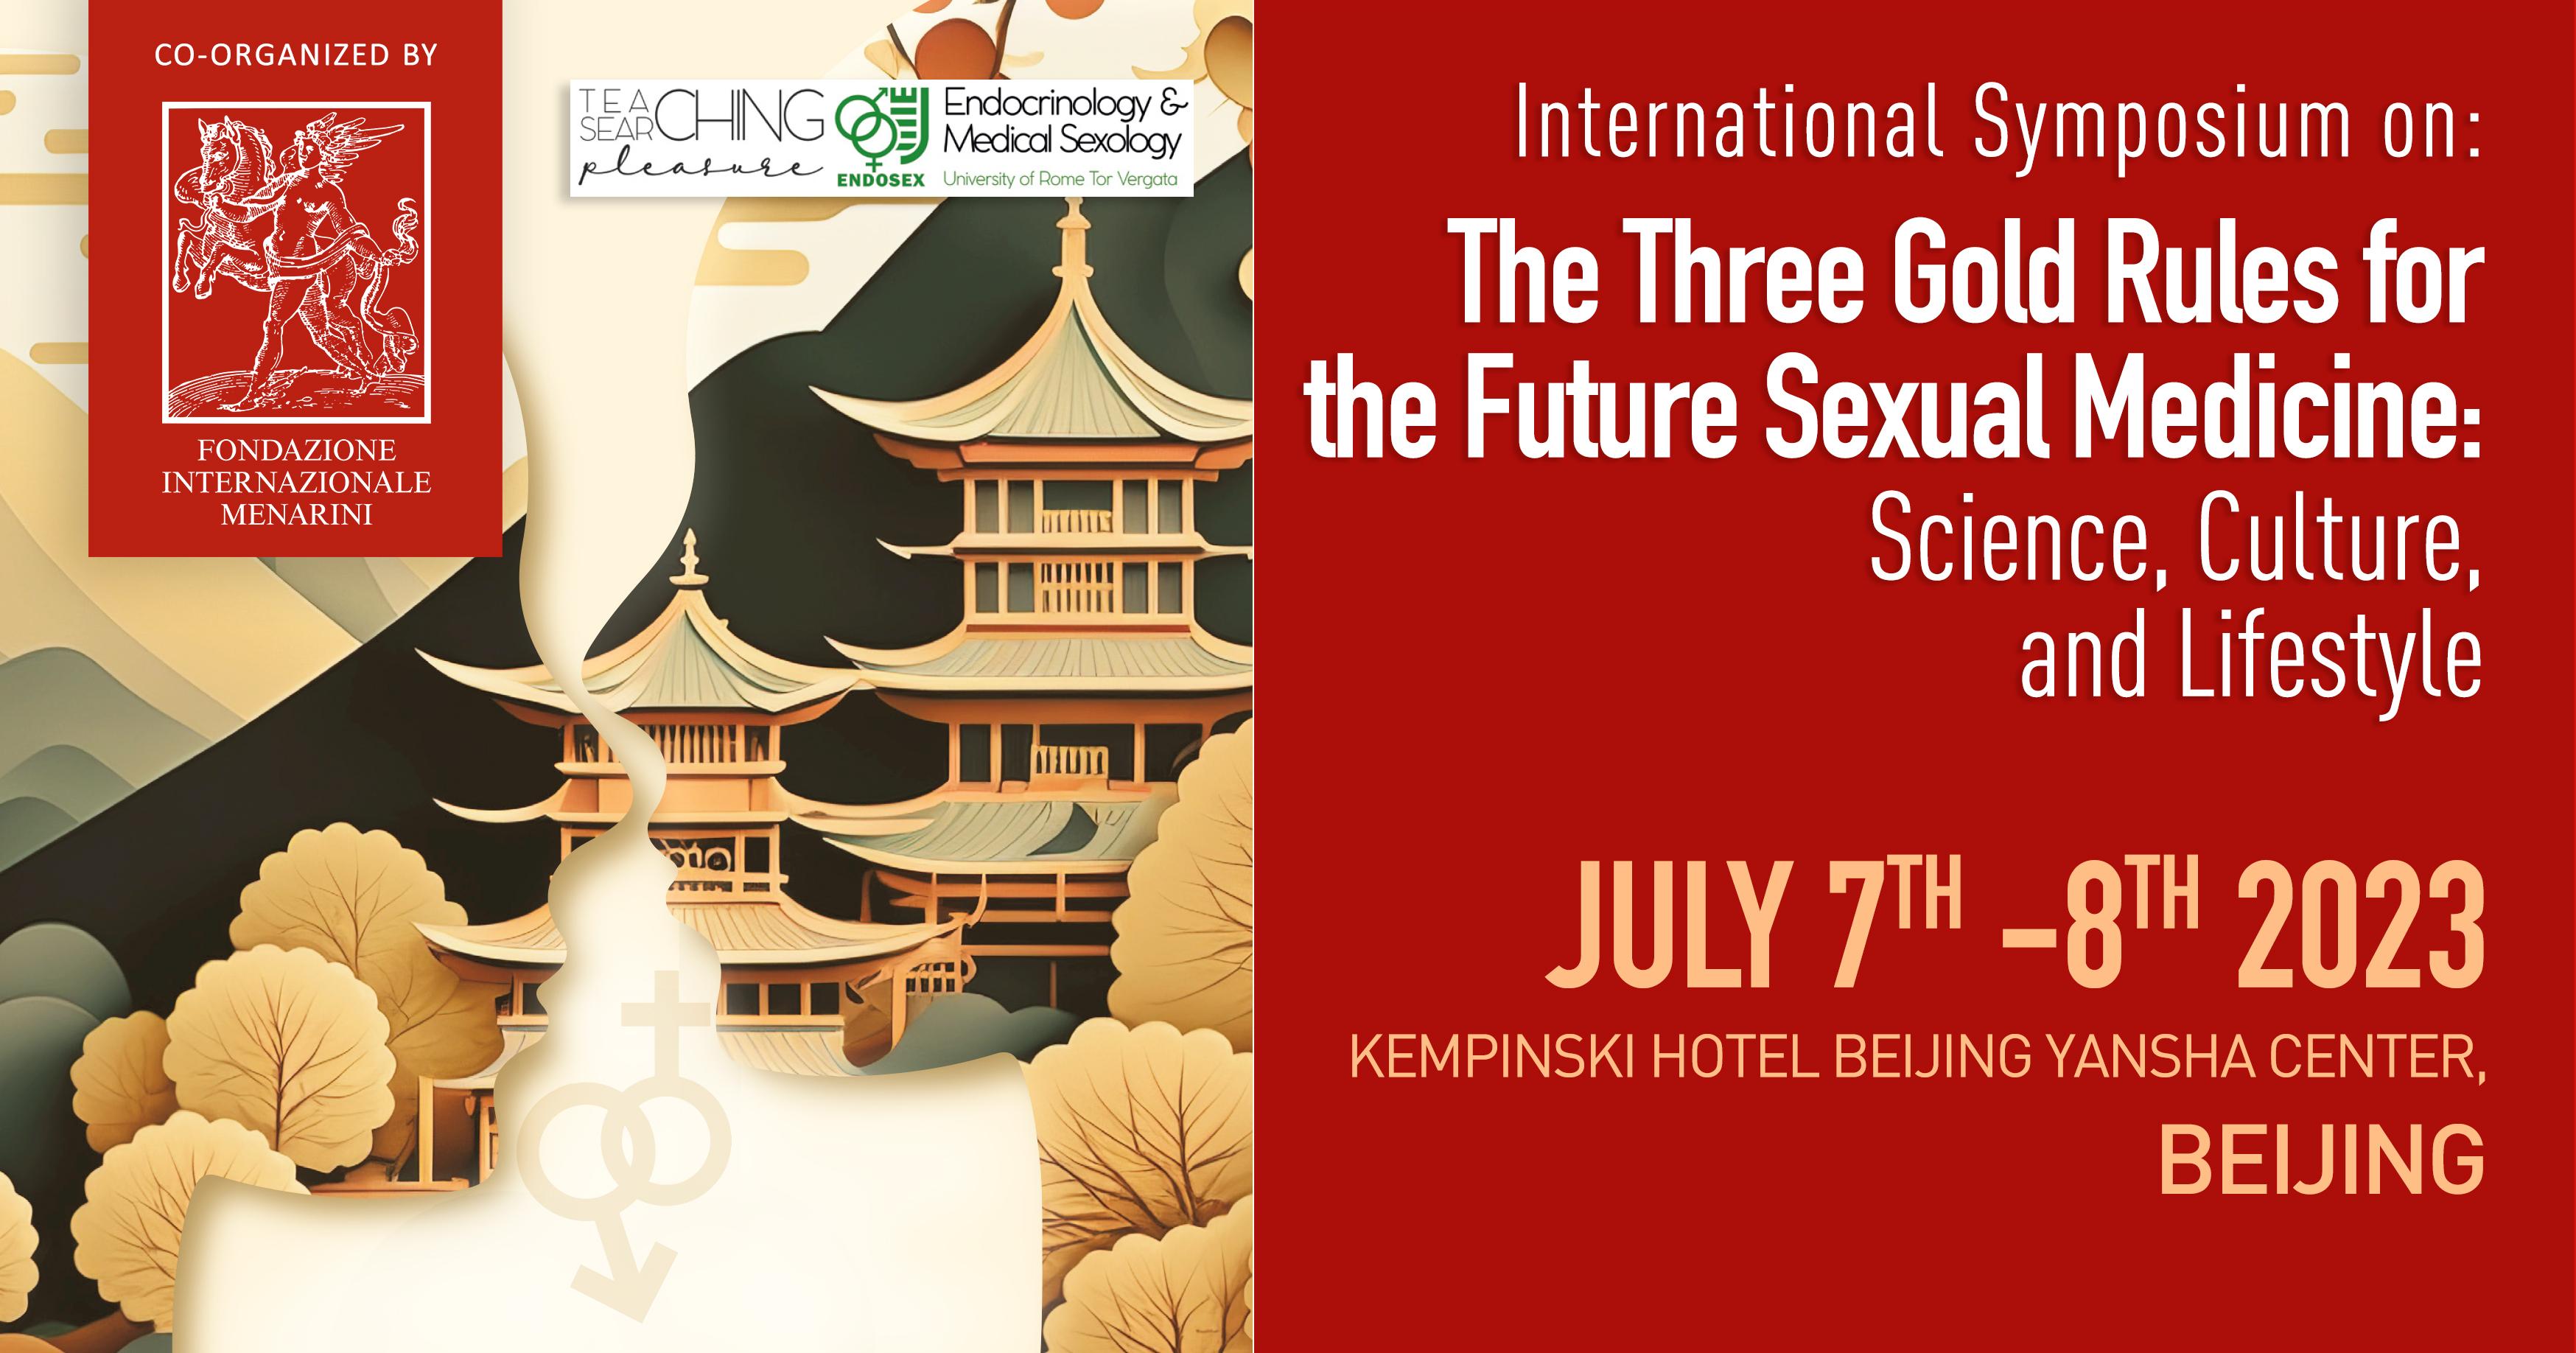 CO-ORGANIZED BY
FONDAZIONE
INTERNAZIONALE
MENARINI
TEA
SEARCHING
pleasure
ENDOSEX
Endocrinology &
Medical Sexology
University of Rome Tor Vergata
International Symposium on:
The Three Gold Rules for
the Future Sexual Medicine:
Science, Culture,
and Lifestyle
JULY 7TH –8TH 2023
KEMPINSKI HOTEL BEIJING YANSHA CENTER,
BEIJING